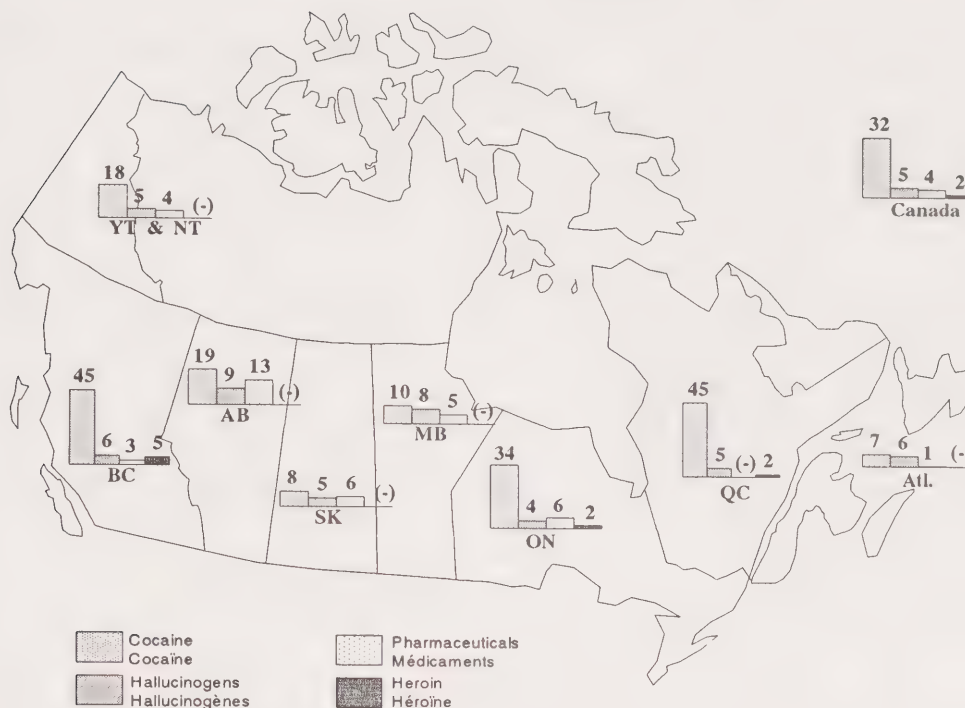 32
5 4 2
Canada
18
5 4 (-)
YT & NT
45
6 3 5
BC
19
9 13 (-)
AB
8 5 6 (-)
SK
10 8 5 (-)
MB
34
4 6 2
ON
45
5 (-) 2
QC
7 6 1 (-
Atl.
Cocaine
Cocaïne
Hallucinogens
Hallucinogènes
Pharmaceuticals
Médicaments
Heroin
Héroïne